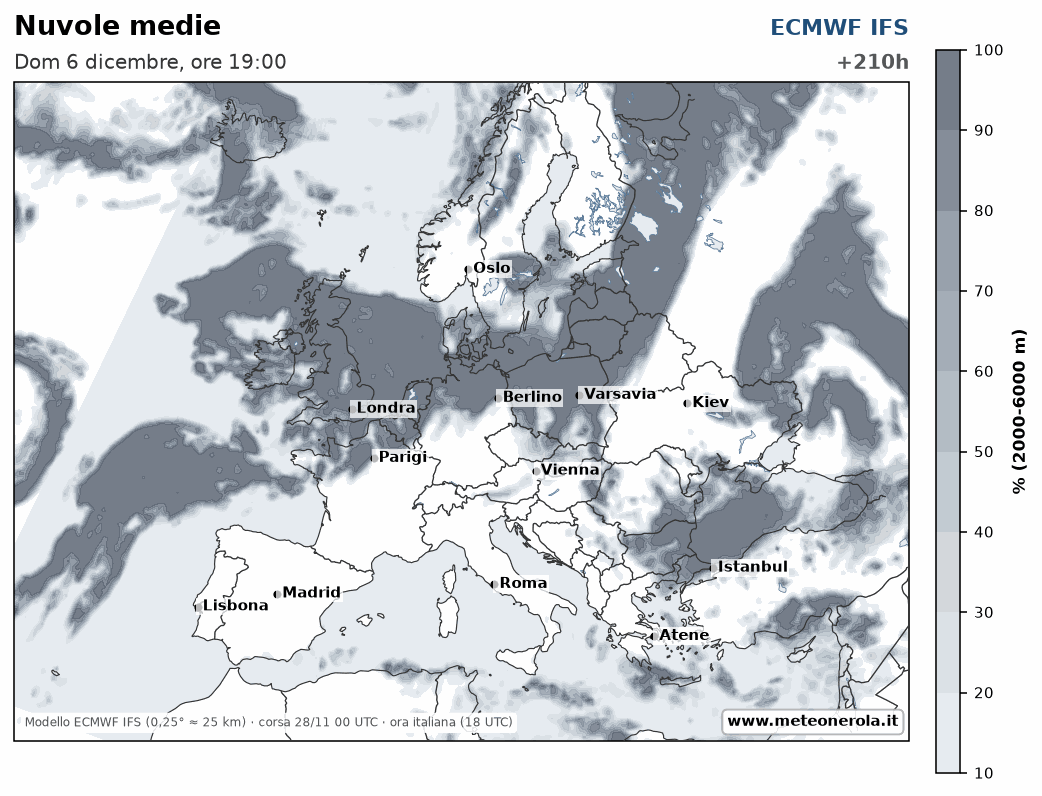 Nuvole medie
ECMWF IFS
Dom 6 dicembre, ore 19:00
+210h
Oslo
Londra
Berlino
Varsavia
Kiev
Parigi
Vienna
Istanbul
Roma
Madrid
Lisbona
Atene
Modello ECMWF IFS (0,25° ≈ 25 km) · corsa 28/11 00 UTC · ora italiana (18 UTC)
www.meteonerola.it
100
90
80
70
60
50
40
30
20
10
% (2000-6000 m)